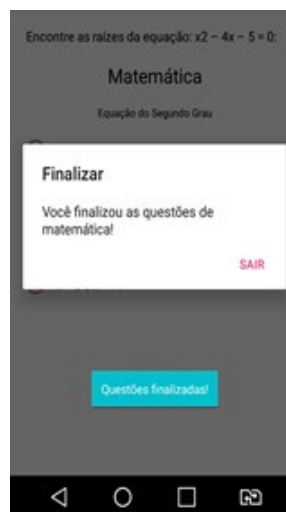 Encontre as raízes da equação: x2 – 4x – 5 = 0:
Matemática
Equação do Segundo Grau
Finalizar
Você finalizou as questões de
matemática!
SAIR
Questões finalizadas!